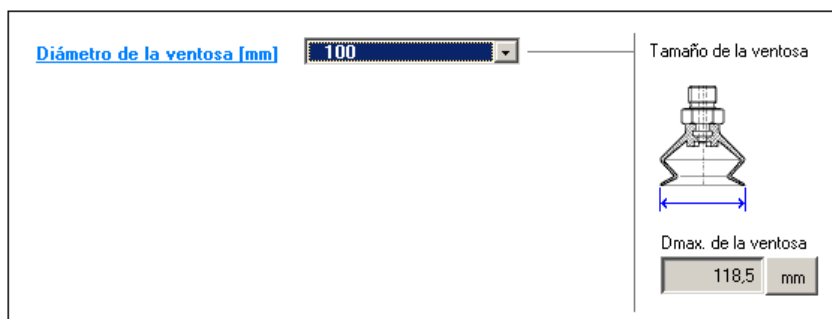 Diámetro de la ventosa [mm]
100
Tamaño de la ventosa
Dmax. de la ventosa
118,5 mm